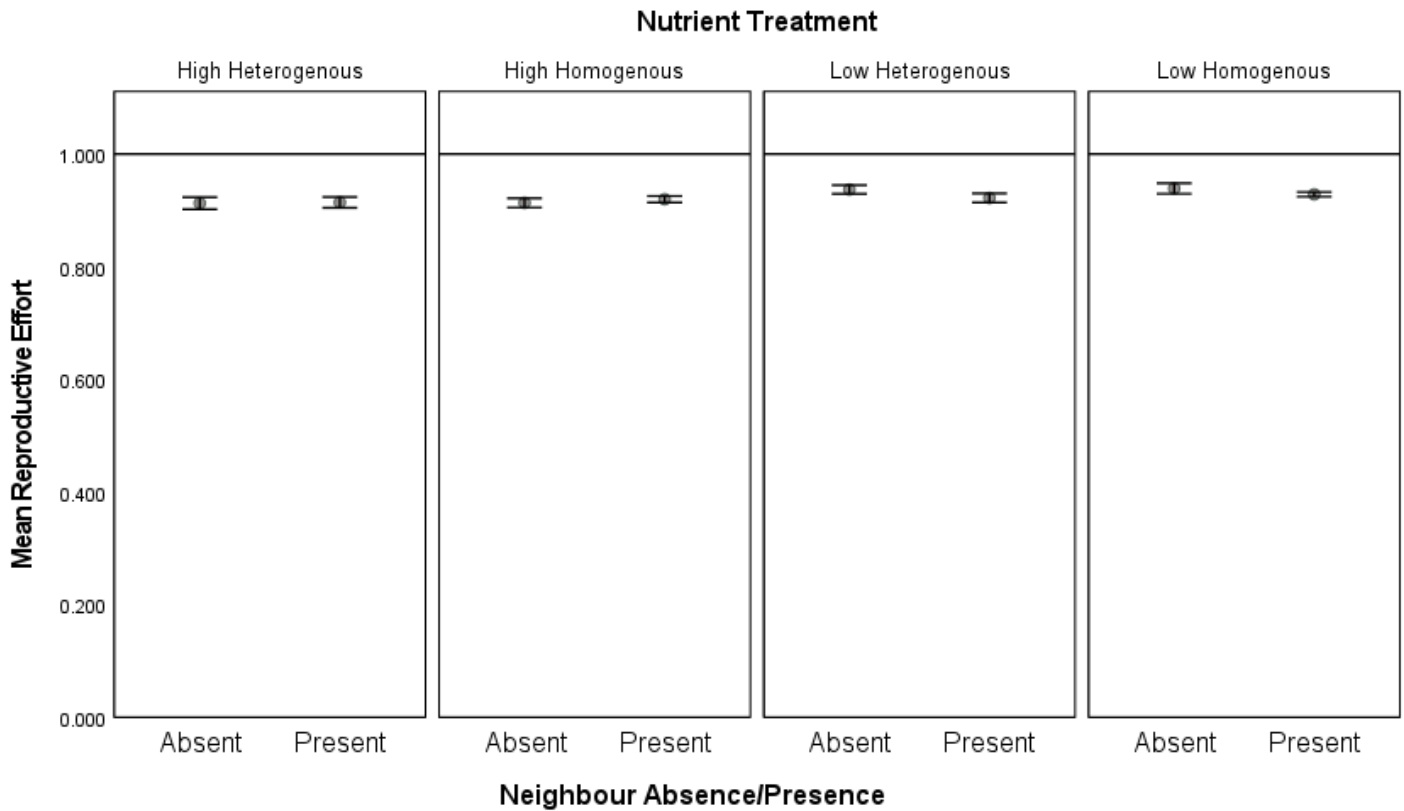 Nutrient Treatment
High Heterogenous High Homogenous Low Heterogenous Low Homogenous
Mean Reproductive Effort
1.000
0.800
0.600
0.400
0.200
0.000
Absent Present Absent Present Absent Present Absent Present
Neighbour Absence/Presence